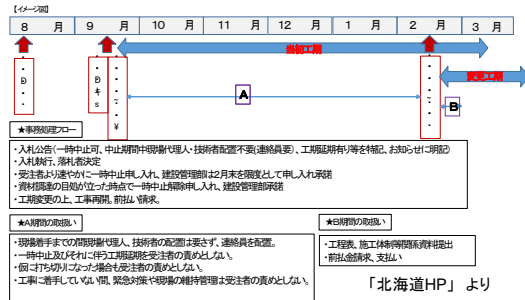 【イメージ図】
8 月 9 月 10 月 11 月 12 月 1 月 2 月 3 月
当初工期
変更工期
A
B
★事務処理フロー
・入札公告(一時中止可、中止期間中現場代理人・技術者配置不要(連絡員要)、工期延期有り等を特記、お知らせに明記)
・入札執行、落札者決定
・受注者より速やかに一時中止申し入れ、建設管理部は2月末を限度として申し入れ承諾
・資材調達の目処が立った時点で一時中止解除申し入れ、建設管理部承諾
・工期変更の上、工事再開。前払い請求。
★A期間の取扱い
・現場着手までの間現場代理人、技術者の配置は要さず、連絡員を配置。
・一時中止及びそれに伴う工期延期を受注者の責めとしない。
・仮に打ち切りになった場合も受注者の責めとしない。
・工事に着手していない間、緊急対策や現場の維持管理は受注者の責めとしない。
★B期間の取扱い
・工程表、施工体制等関係資料提出
・前払金請求、支払い
「北海道HP」 より